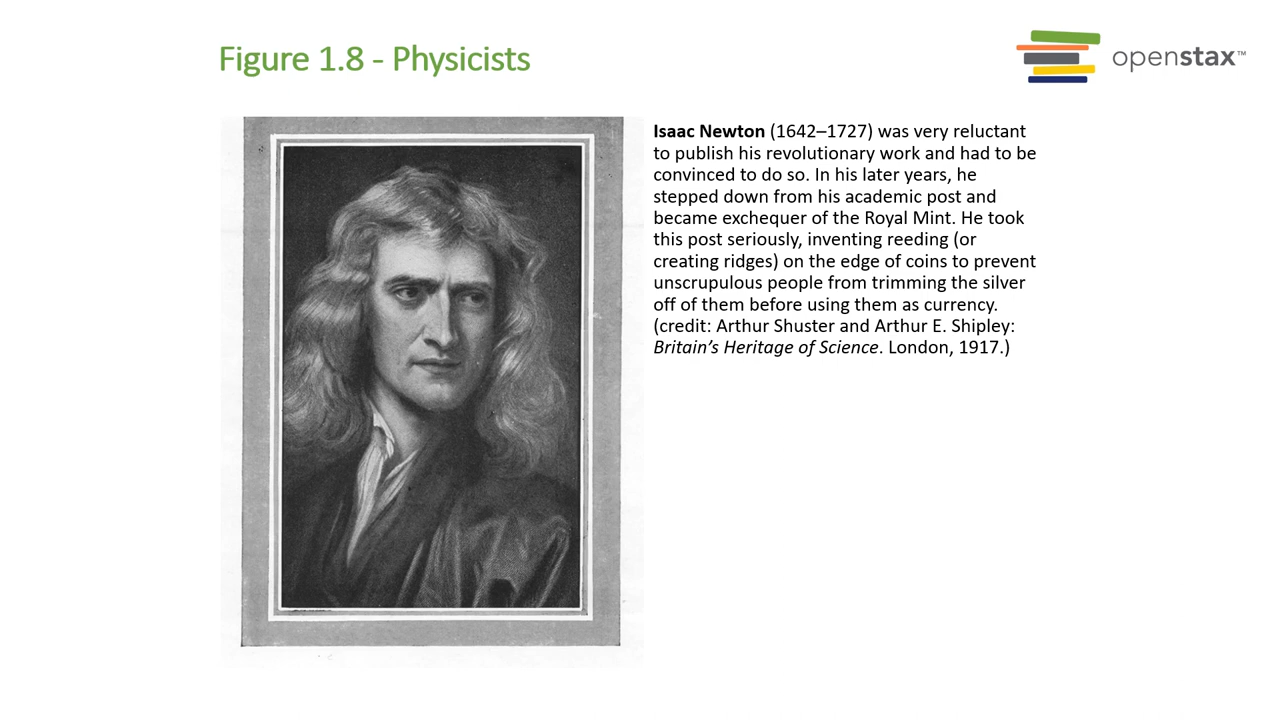 Figure 1.8 - Physicists
openstax™
Isaac Newton (1642–1727) was very reluctant
to publish his revolutionary work and had to be
convinced to do so. In his later years, he
stepped down from his academic post and
became exchequer of the Royal Mint. He took
this post seriously, inventing reeding (or
creating ridges) on the edge of coins to prevent
unscrupulous people from trimming the silver
off of them before using them as currency.
(credit: Arthur Shuster and Arthur E. Shipley:
Britain’s Heritage of Science. London, 1917.)